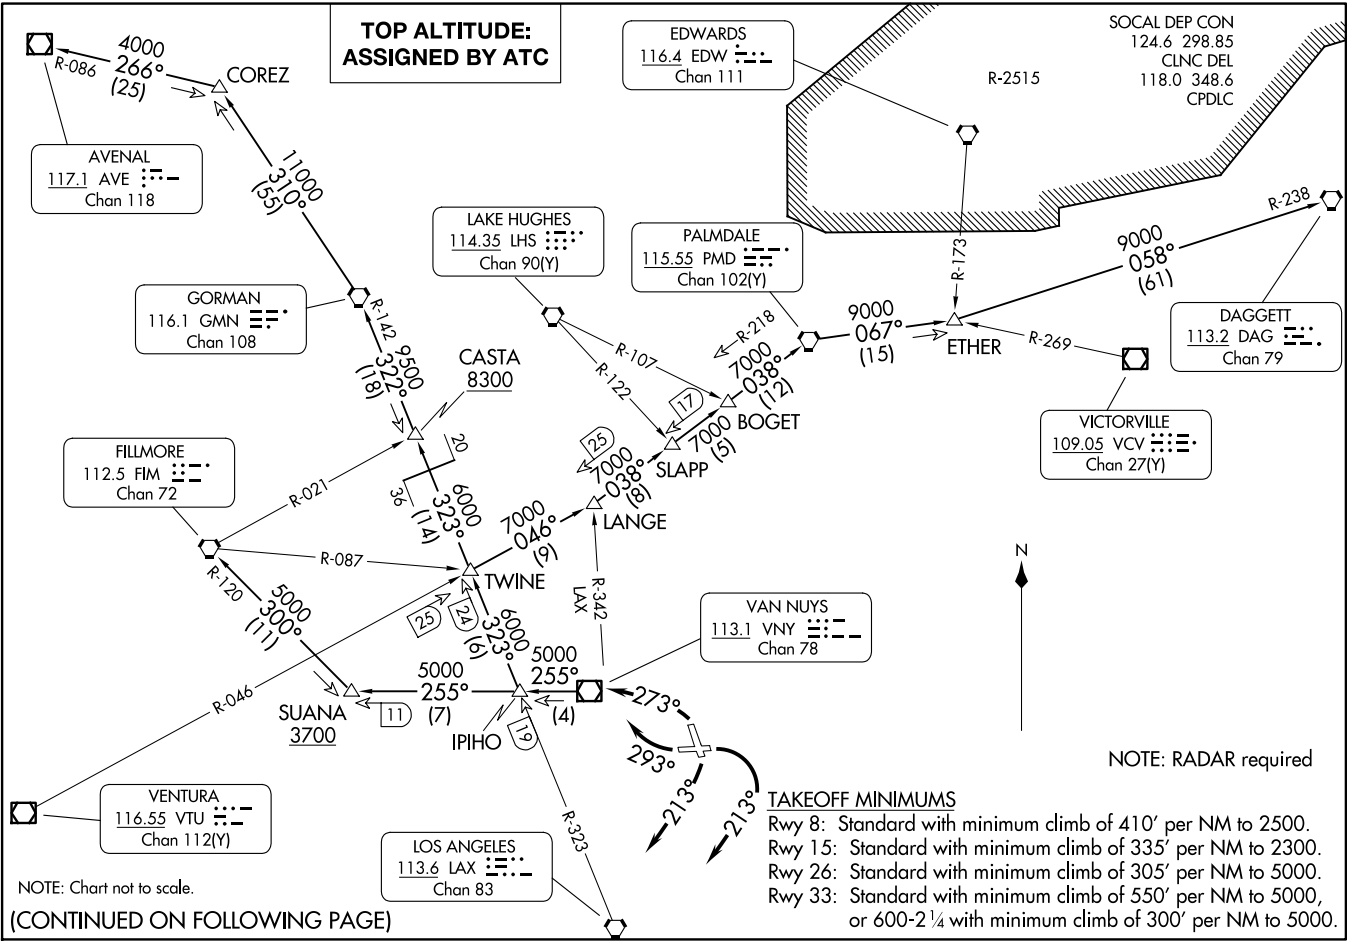 TOP ALTITUDE:
ASSIGNED BY ATC
SOCAL DEP CON
124.6 298.85
CLNC DEL
118.0 348.6
CPDLC
EDWARDS
116.4 EDW
Chan 111
R-2515
4000
266°
(25)
R-086
COREZ
AVENAL
117.1 AVE
Chan 118
11000
310°
(55)
LAKE HUGHES
114.35 LHS
Chan 90(Y)
PALMDALE
115.55 PMD
Chan 102(Y)
R-173
R-238
9000
058°
(61)
GORMAN
116.1 GMN
Chan 108
R-142
9500
322°
(18)
CASTA
8300
R-107
R-122
R-218
9000
067°
(15)
ETHER
R-269
DAGGETT
113.2 DAG
Chan 79
7000
038°
(12)
17
BOGET
7000
(5)
SLAPP
VICTORVILLE
109.05 VCV
Chan 27(Y)
FILLMORE
112.5 FIM
Chan 72
R-021
20
36
6000
323°
(14)
25
7000
038°
(8)
LANGE
7000
046°
(9)
R-087
TWINE
R-120
5000
300°
(11)
25
24
6000
323°
(6)
R-342
LAX
N
VAN NUYS
113.1 VNY
Chan 78
R-046
5000
255°
(7)
5000
255°
(4)
SUANA
3700
11
IPIHO
19
273°
293°
213°
213°
NOTE: RADAR required
VENTURA
116.55 VTU
Chan 112(Y)
R-323
LOS ANGELES
113.6 LAX
Chan 83
TAKEOFF MINIMUMS
Rwy 8: Standard with minimum climb of 410' per NM to 2500.
Rwy 15: Standard with minimum climb of 335' per NM to 2300.
Rwy 26: Standard with minimum climb of 305' per NM to 5000.
Rwy 33: Standard with minimum climb of 550' per NM to 5000,
or 600-2 ¼ with minimum climb of 300' per NM to 5000.
NOTE: Chart not to scale.
(CONTINUED ON FOLLOWING PAGE)